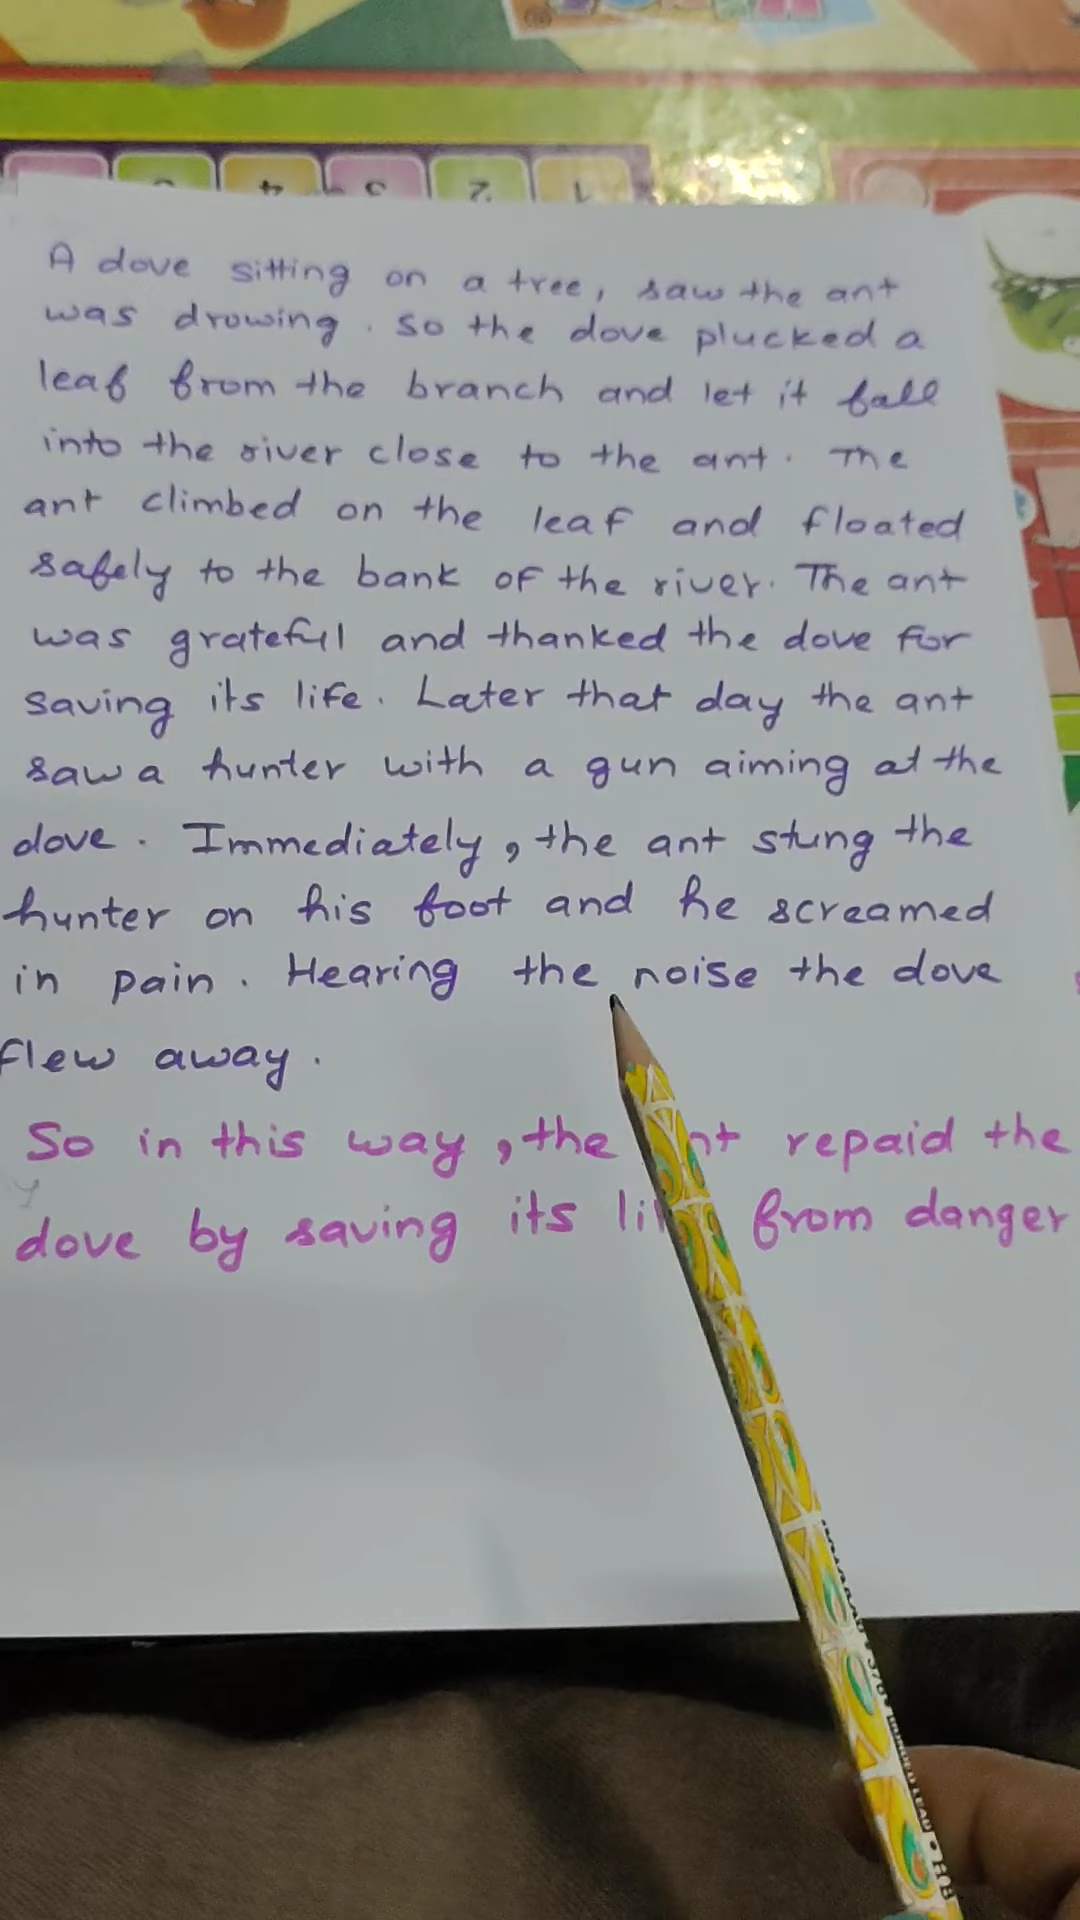 A dove sitting on a tree, saw the ant
was drowing. so the dove plucked a
leaf from the branch and let it fall
into the river close to the ant. The
ant climbed on the leaf and floated
safely to the bank of the river. The ant
was grateful and thanked the dove for
saving its life. Later that day the ant
saw a hunter with a gun aiming at the
dove. Immediately, the ant stung the
hunter on his foot and he screamed
in pain. Hearing the noise the dove
flew away.
So in this way, the repaid the
dove by saving its from danger